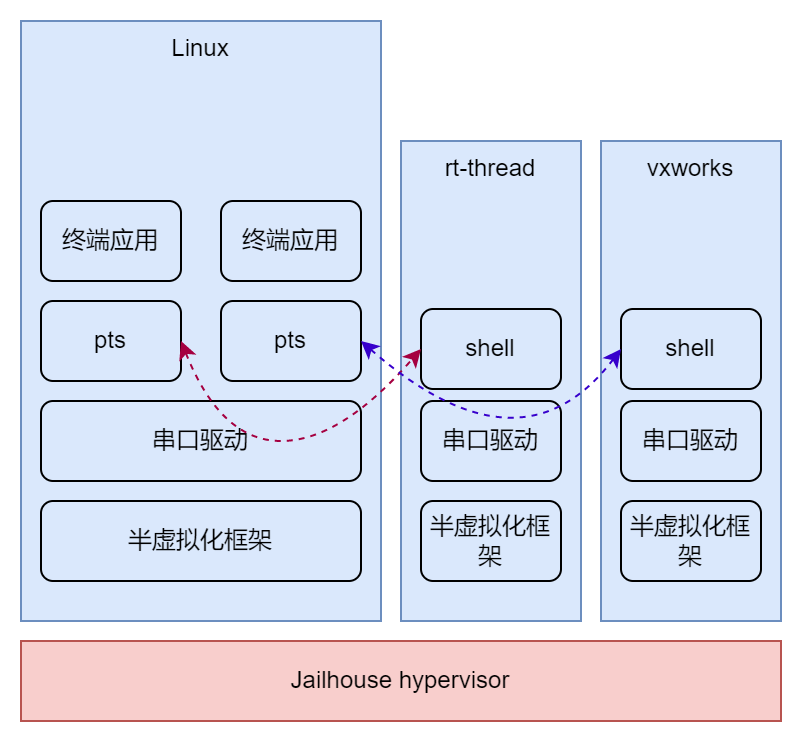 Linux
rt-thread
vxworks
终端应用
终端应用
pts
pts
shell
shell
串口驱动
串口驱动
串口驱动
半虚拟化框架
半虚拟化框
架
半虚拟化框
架
Jailhouse hypervisor